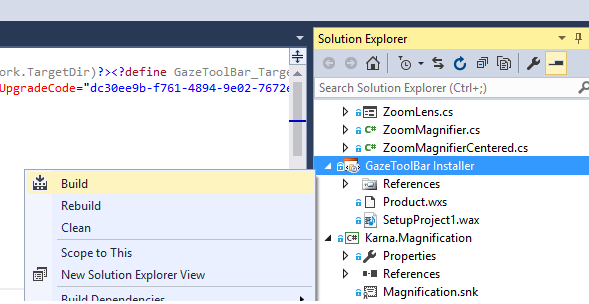 Solution Explorer
ork.TargetDir)?><?define GazeToolBar_Targe
UpgradeCode="dc30ee9b-f761-4894-9e02-7672e
Search Solution Explorer (Ctrl+;)
ZoomLens.cs
C# ZoomMagnifier.cs
C# ZoomMagnifierCentered.cs
GazeToolBar Installer
Build
References
Rebuild
Product.wxs
Clean
SetupProject1.wax
C# Karna.Magnification
Scope to This
Properties
New Solution Explorer View
References
Build Dependencies
Magnification.snk